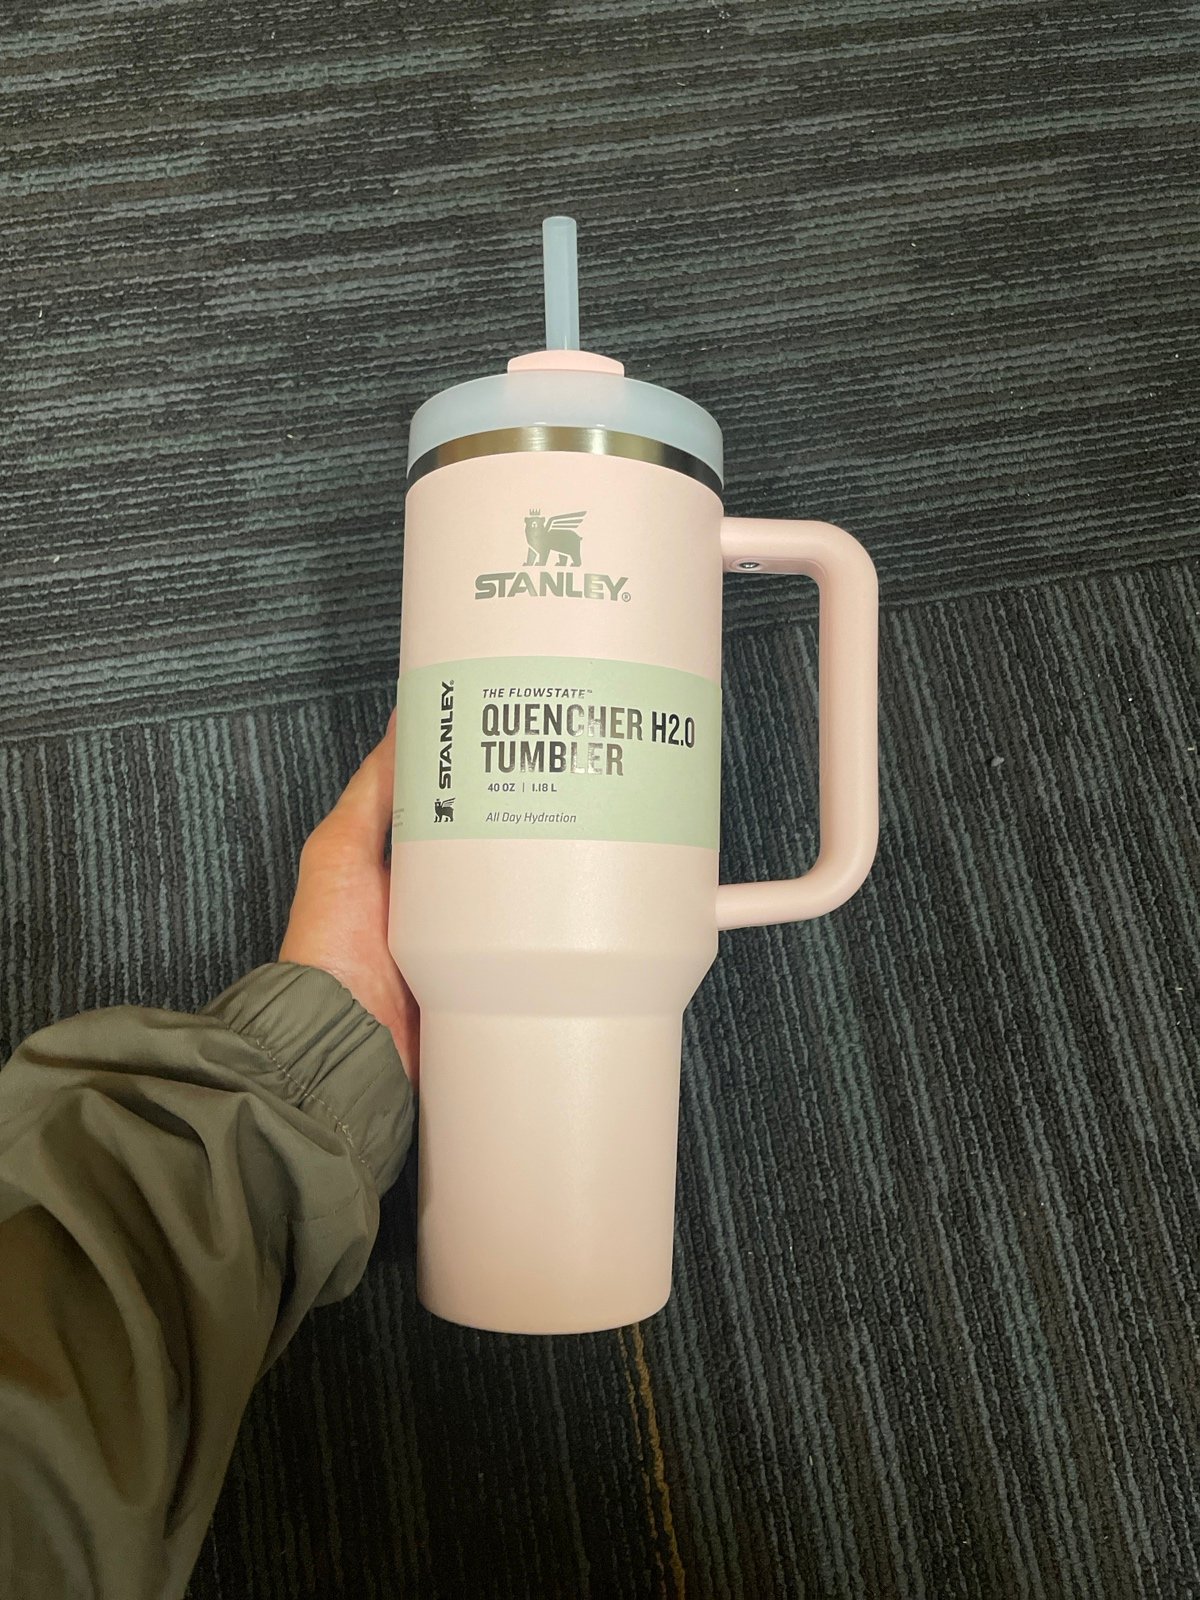 STANLEY®
STANLEY®
THE FLOWSTATE™
QUENCHER H2.0
TUMBLER
40 OZ | 1.18 L
All Day Hydration